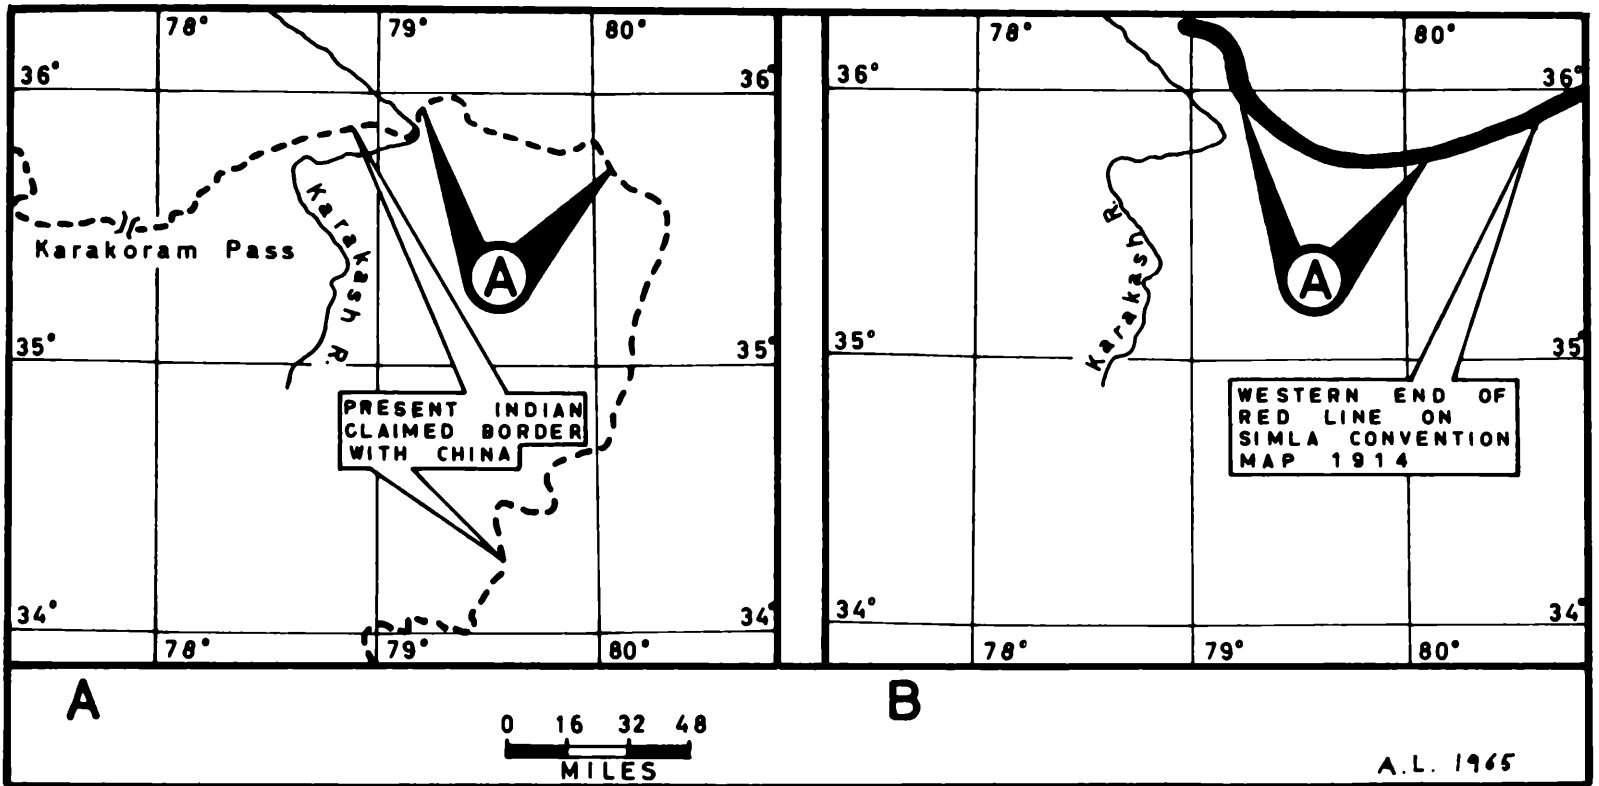 78°
79°
80°
36°
36°
Karakoram Pass
Karakash R.
A
35°
35°
PRESENT INDIAN
CLAIMED BORDER
WITH CHINA
34°
34°
78°
79°
80°
A
78°
80°
36°
36°
Karakash R.
A
35°
35°
WESTERN END OF
RED LINE ON
SIMLA CONVENTION
MAP 1914
34°
34°
78°
79°
80°
B
0 16 32 48
MILES
A.L. 1965